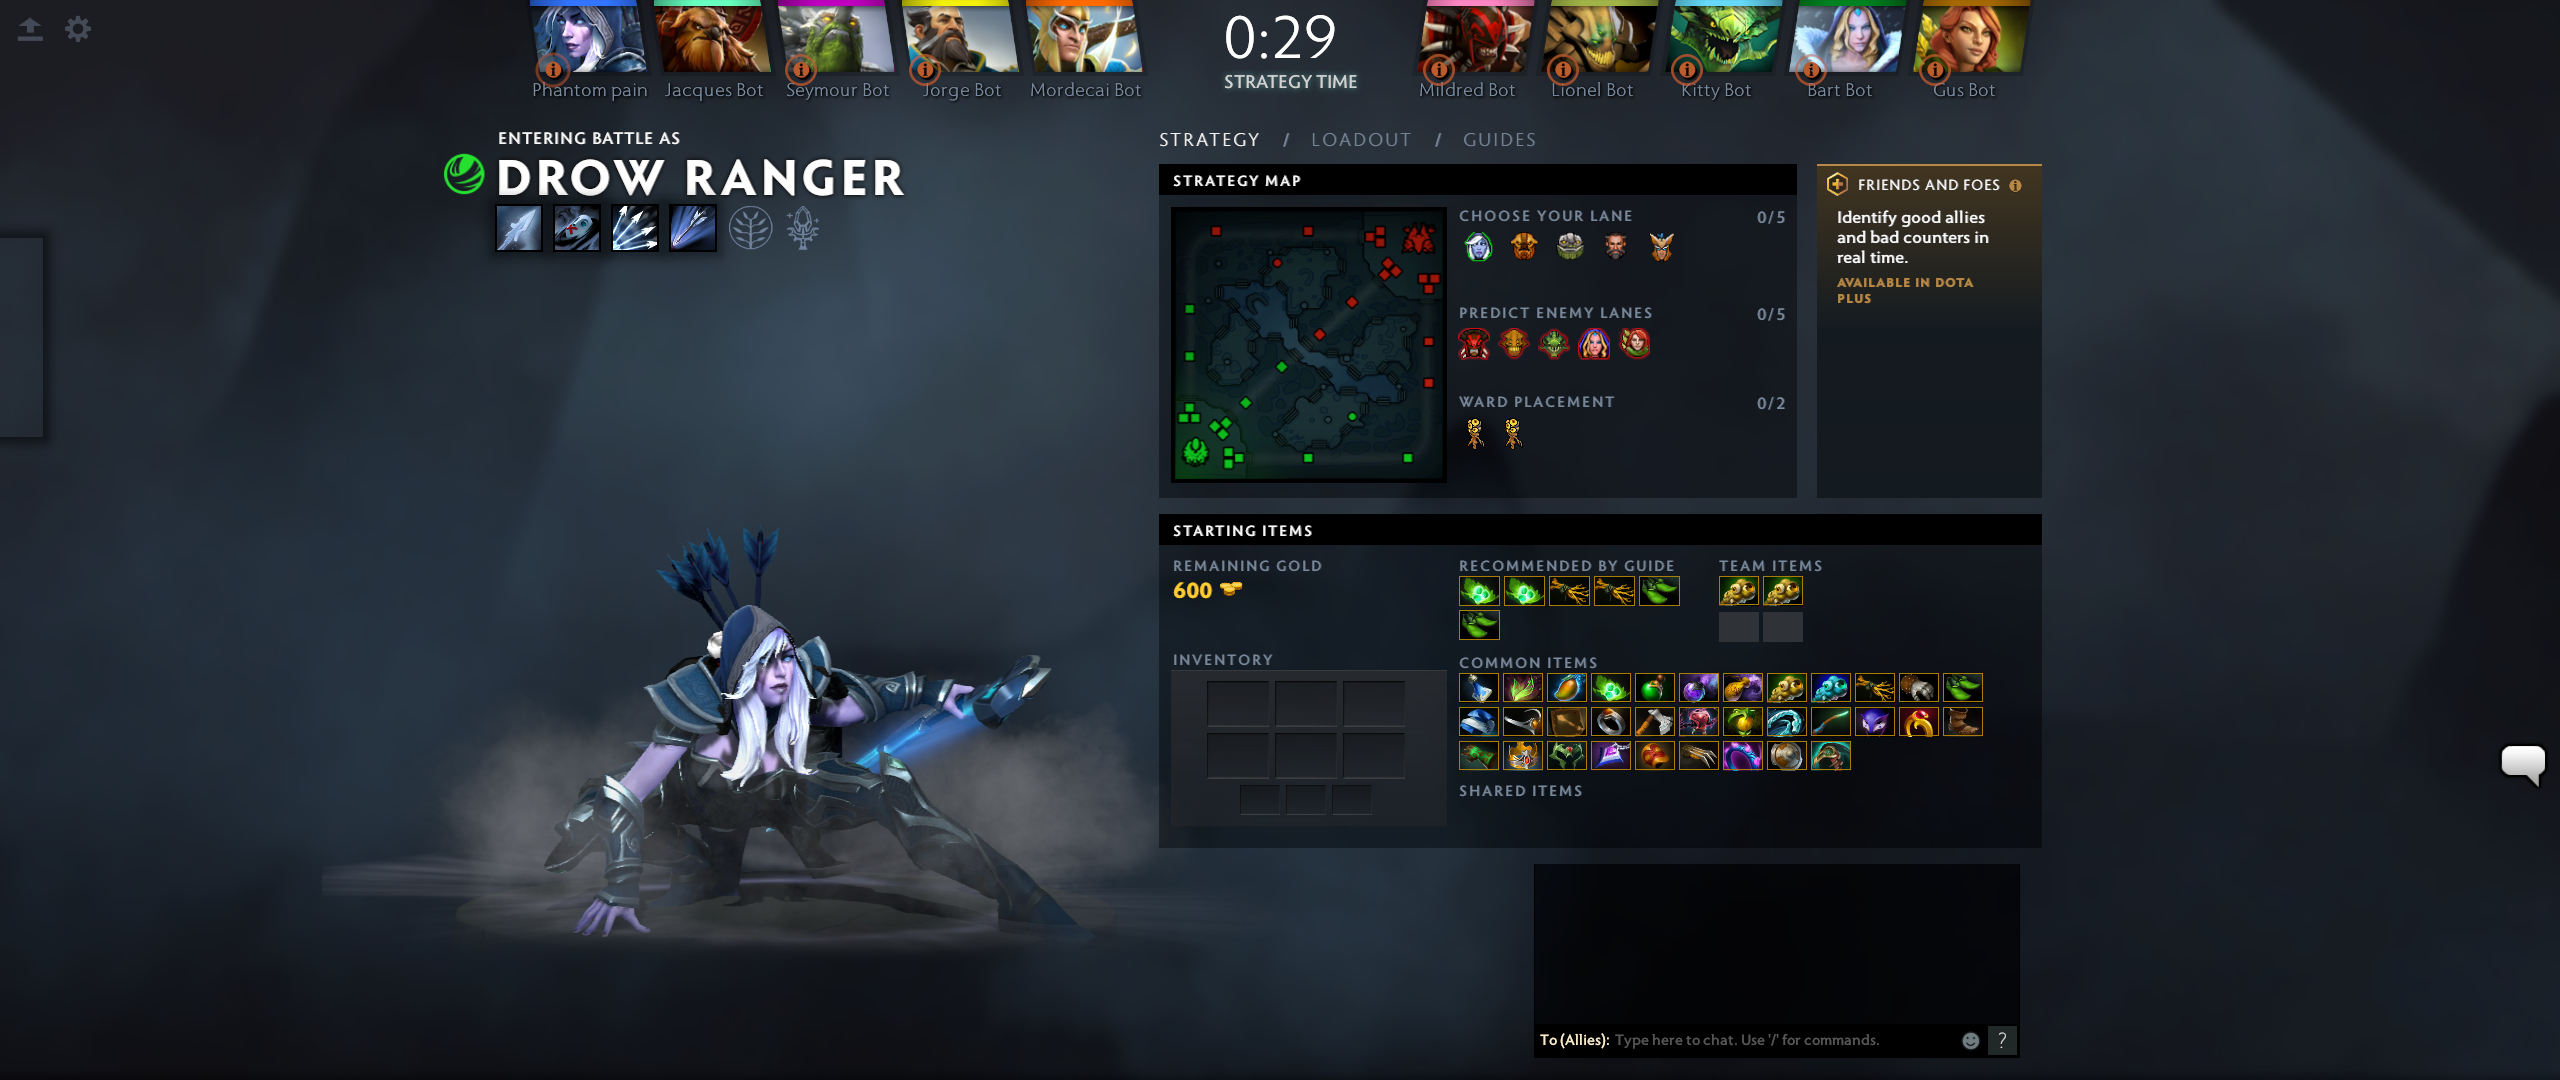 Phantom pain
Jacques Bot
Seymour Bot
Jorge Bot
Mordecai Bot
0:29
STRATEGY TIME
Mildred Bot
Lionel Bot
Kitty Bot
Bart Bot
Gus Bot
ENTERING BATTLE AS
DROW RANGER
STRATEGY / LOADOUT / GUIDES
STRATEGY MAP
CHOOSE YOUR LANE 0/5
PREDICT ENEMY LANES 0/5
WARD PLACEMENT 0/2
FRIENDS AND FOES
Identify good allies
and bad counters in
real time.
AVAILABLE IN DOTA
PLUS
STARTING ITEMS
REMAINING GOLD
600
INVENTORY
RECOMMENDED BY GUIDE
TEAM ITEMS
COMMON ITEMS
SHARED ITEMS
To (Allies): Type here to chat. Use '/' for commands.
?